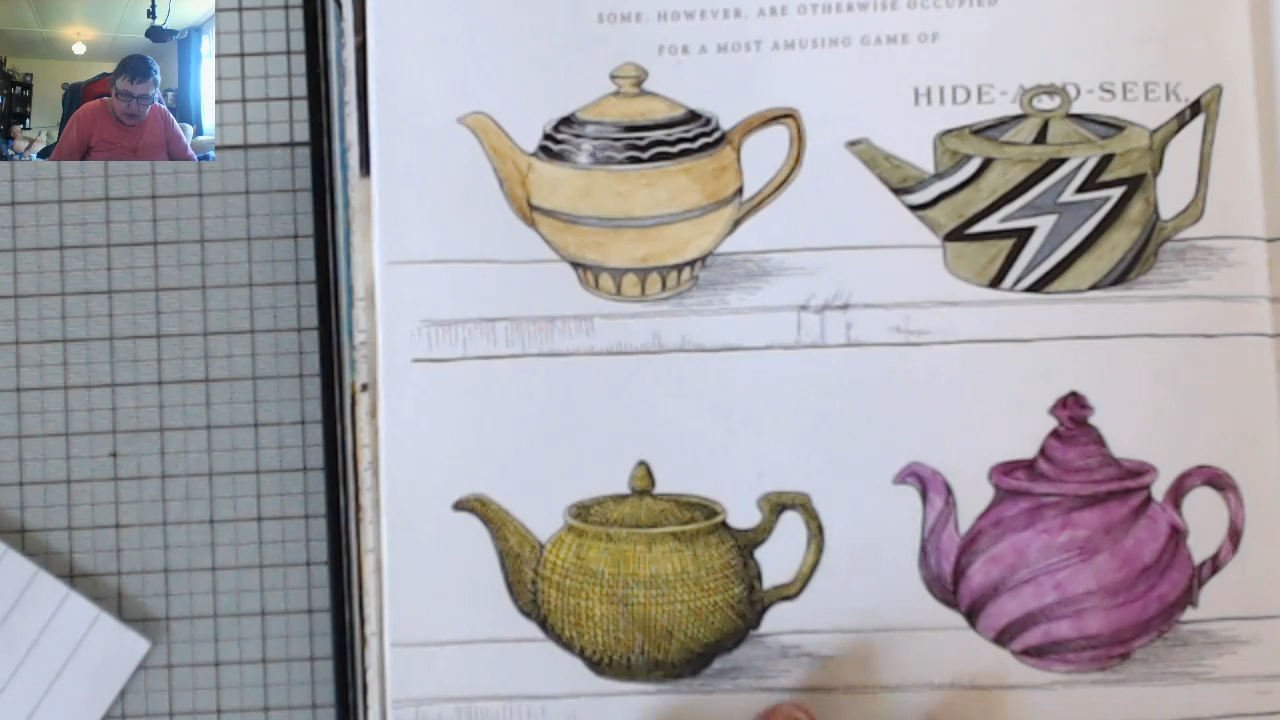 SOME, HOWEVER, ARE OTHERWISE OCCUPIED
FOR A MOST AMUSING GAME OF
HIDE-AND-SEEK.